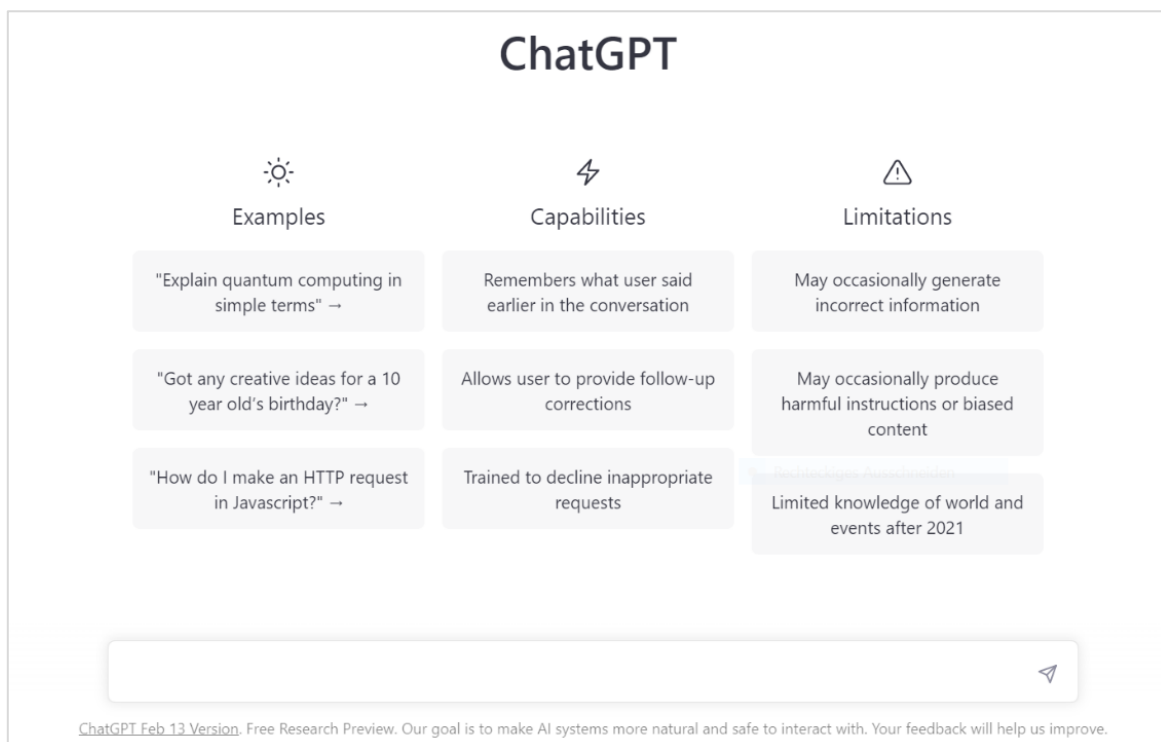 ChatGPT
Examples
"Explain quantum computing in
simple terms" →
"Got any creative ideas for a 10
year old's birthday?" →
"How do I make an HTTP request
in Javascript?" →
Capabilities
Remembers what user said
earlier in the conversation
Allows user to provide follow-up
corrections
Trained to decline inappropriate
requests
Limitations
May occasionally generate
incorrect information
May occasionally produce
harmful instructions or biased
content
Rechteckiges Ausschneiden
Limited knowledge of world and
events after 2021
ChatGPT Feb 13 Version. Free Research Preview. Our goal is to make AI systems more natural and safe to interact with. Your feedback will help us improve.